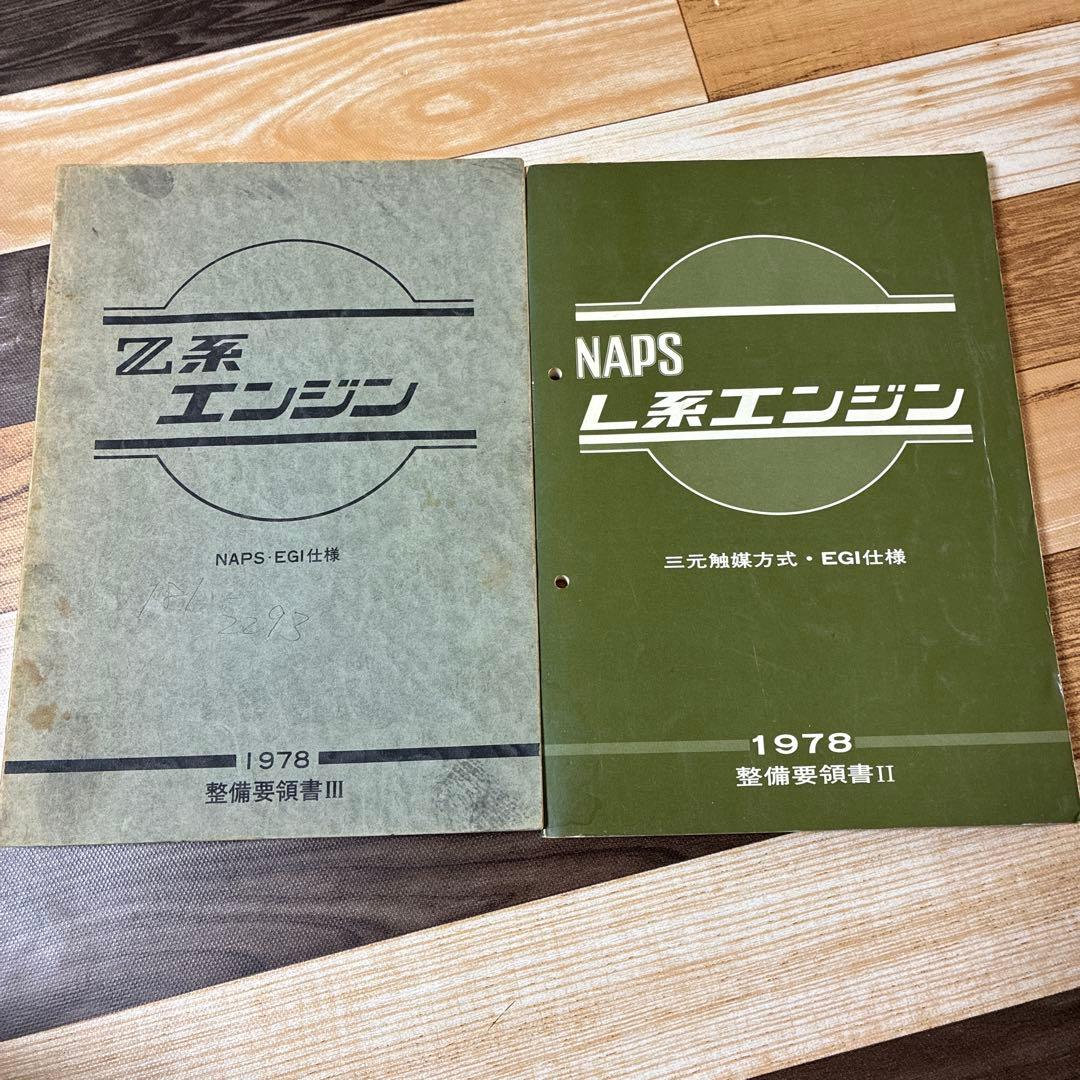 Z系
エンジン
NAPS・EGI仕様
2293
1978
整備要領書III
NAPS
L系エンジン
三元触媒方式・EGI仕様
1978
整備要領書II